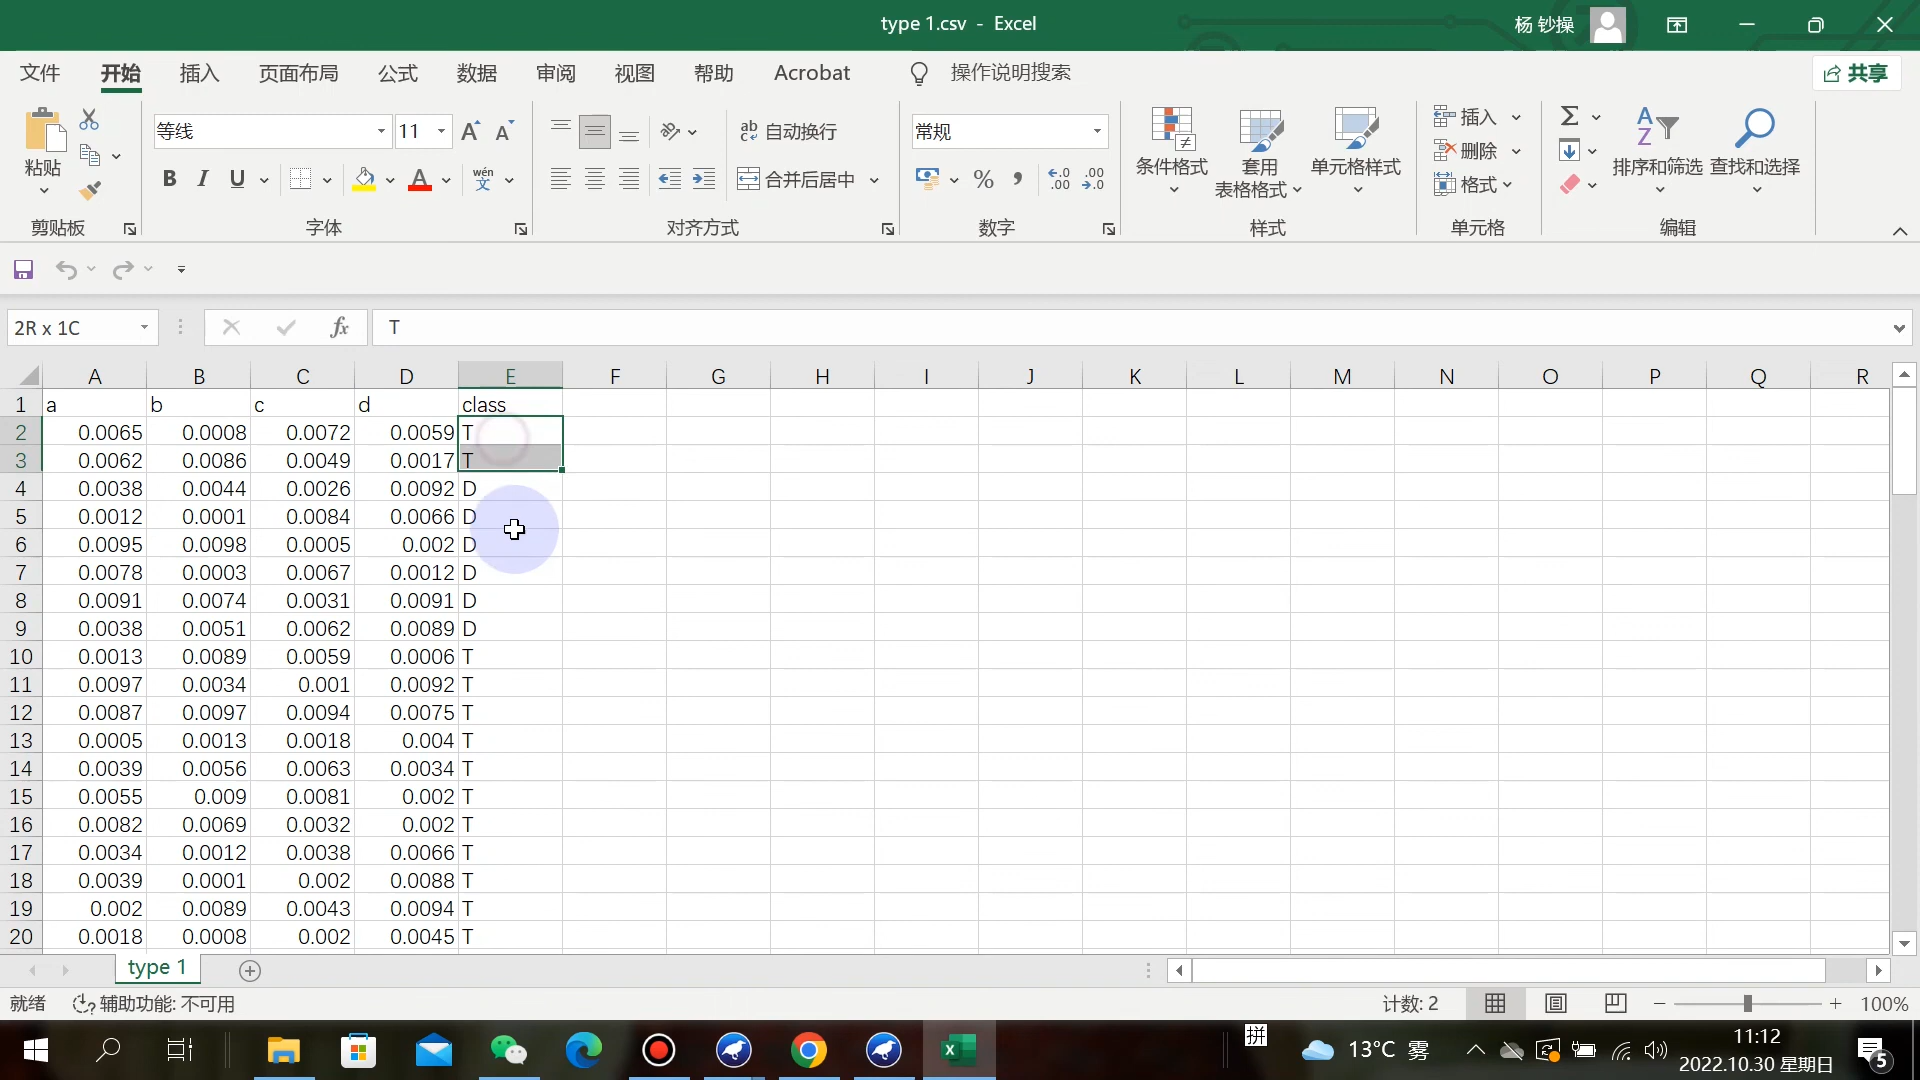 type 1.csv - Excel
杨 钞操
文件 开始 插入 页面布局 公式 数据 审阅 视图 帮助 Acrobat 操作说明搜索 共享
粘贴
剪贴板
等线 11
B I U A wén 文
字体
ab 自动换行
合并后居中
对齐方式
常规
% , .00 .00
数字
条件格式
套用
表格格式
单元格样式
样式
插入
删除
格式
单元格
排序和筛选
查找和选择
编辑
2R x 1C fx T
A B C D E F G H I J K L M N O P Q R
1 a b c d class
2 0.0065 0.0008 0.0072 0.0059 T
3 0.0062 0.0086 0.0049 0.0017 T
4 0.0038 0.0044 0.0026 0.0092 D
5 0.0012 0.0001 0.0084 0.0066 D
6 0.0095 0.0098 0.0005 0.002 D
7 0.0078 0.0003 0.0067 0.0012 D
8 0.0091 0.0074 0.0031 0.0091 D
9 0.0038 0.0051 0.0062 0.0089 D
10 0.0013 0.0089 0.0059 0.0006 T
11 0.0097 0.0034 0.001 0.0092 T
12 0.0087 0.0097 0.0094 0.0075 T
13 0.0005 0.0013 0.0018 0.004 T
14 0.0039 0.0056 0.0063 0.0034 T
15 0.0055 0.009 0.0081 0.002 T
16 0.0082 0.0069 0.0032 0.002 T
17 0.0034 0.0012 0.0038 0.0066 T
18 0.0039 0.0001 0.002 0.0088 T
19 0.002 0.0089 0.0043 0.0094 T
20 0.0018 0.0008 0.002 0.0045 T
type 1
就绪 辅助功能: 不可用 计数: 2 100%
拼 13°C 雾 11:12
2022.10.30 星期日 5